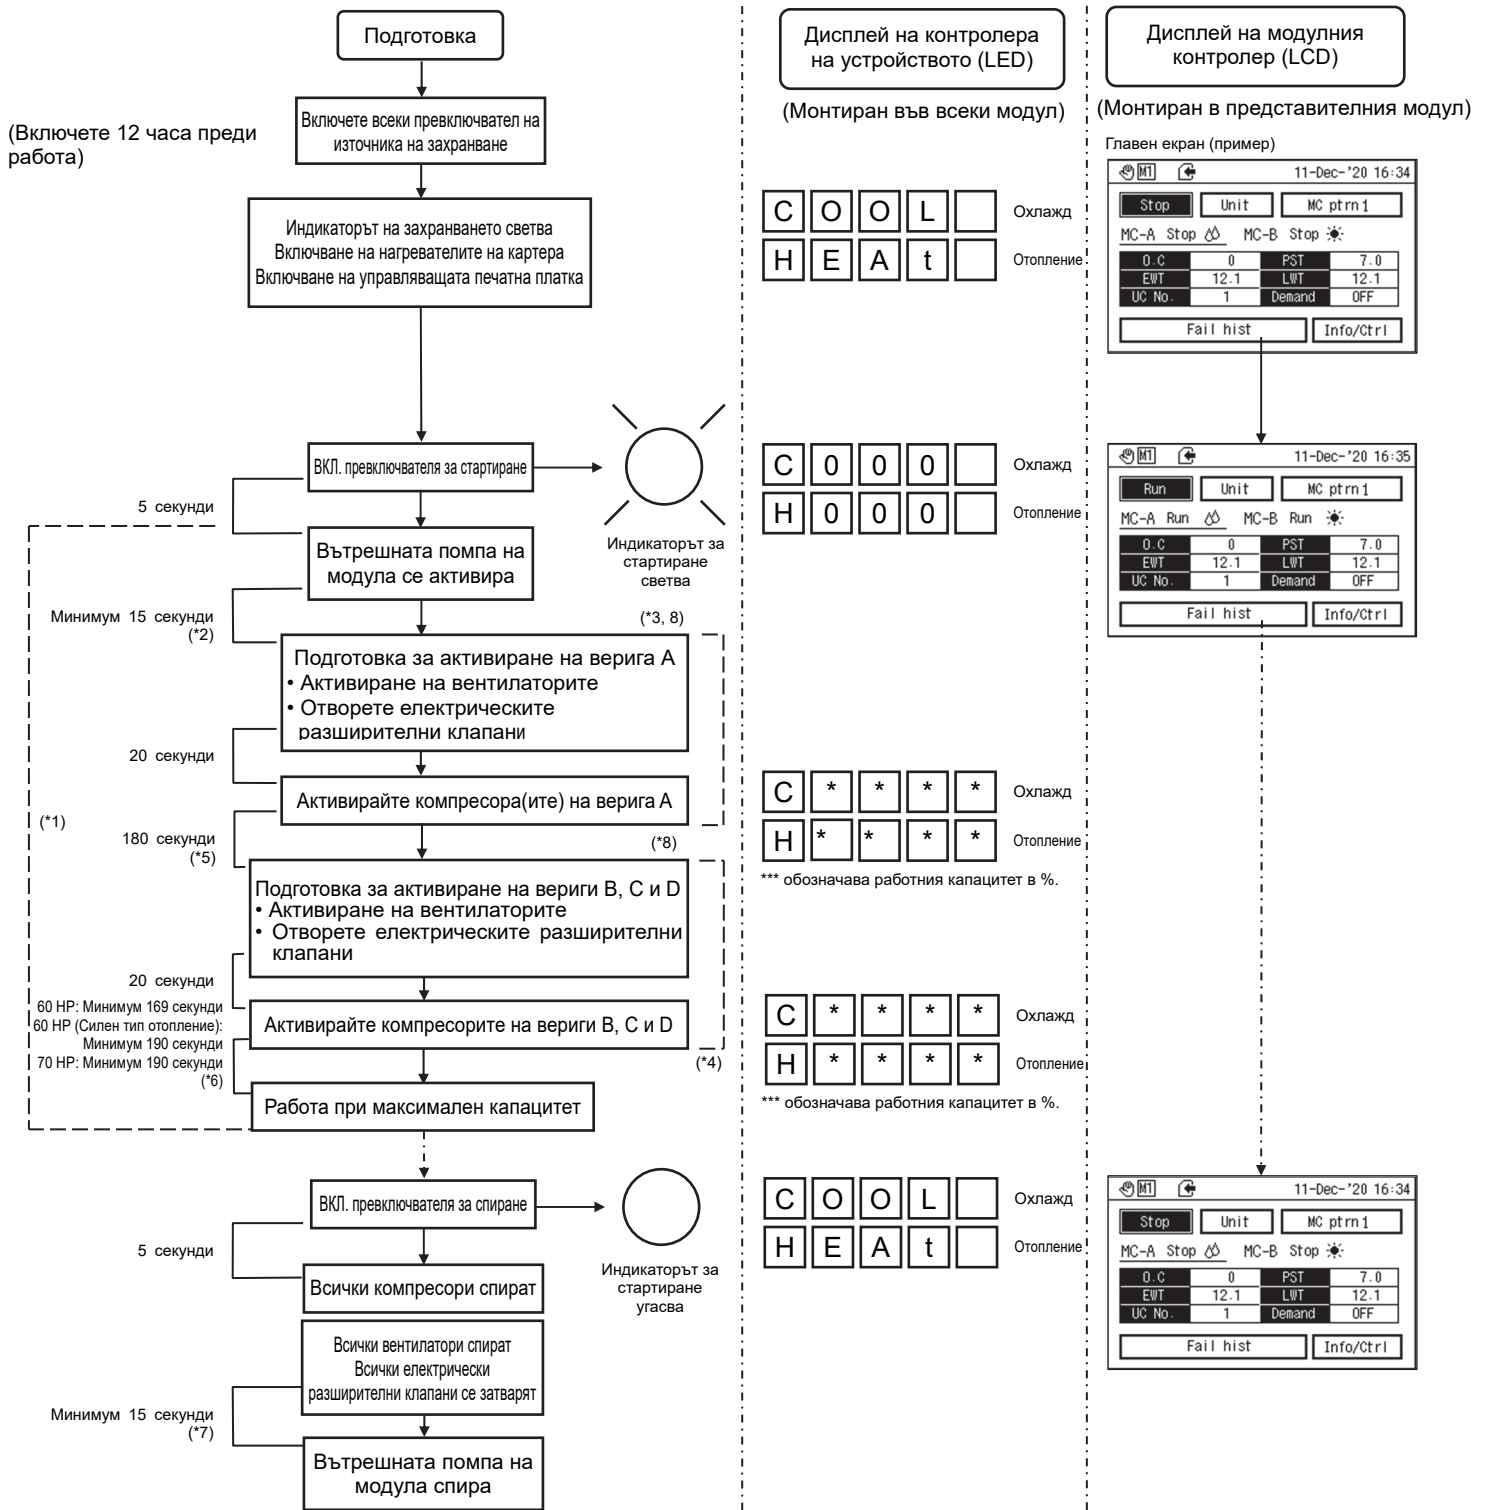 Подготовка
(Включете 12 часа преди
работа)
Включете всеки превключвател на
източника на захранване
Индикаторът на захранването светва
Включване на нагревателите на картера
Включване на управляващата печатна платка
ВКЛ. превключвателя за стартиране
Индикаторът за
стартиране
светва
5 секунди
Вътрешната помпа на
модула се активира
Минимум 15 секунди
(*2)
(*3, 8)
Подготовка за активиране на верига A
• Активиране на вентилаторите
• Отворете електрическите
разширителни клапани
20 секунди
Активирайте компресора(ите) на верига A
(*1)
180 секунди
(*5)
(*8)
Подготовка за активиране на вериги B, C и D
• Активиране на вентилаторите
• Отворете електрическите разширителни
клапани
20 секунди
60 HP: Минимум 169 секунди
60 HP (Силен тип отопление):
Минимум 190 секунди
70 HP: Минимум 190 секунди
(*6)
Активирайте компресорите на вериги B, C и D
(*4)
Работа при максимален капацитет
ВКЛ. превключвателя за спиране
Индикаторът за
стартиране
угасва
5 секунди
Всички компресори спират
Всички вентилатори спират
Всички електрически
разширителни клапани се затварят
Минимум 15 секунди
(*7)
Вътрешната помпа на
модула спира
Дисплей на контролера
на устройството (LED)
(Монтиран във всеки модул)
C O O L Охлажд
H E A t Отопление
C 0 0 0 Охлажд
H 0 0 0 Отопление
C * * * * Охлажд
H * * * * Отопление
*** обозначава работния капацитет в %.
C * * * * Охлажд
H * * * * Отопление
*** обозначава работния капацитет в %.
C O O L Охлажд
H E A t Отопление
Дисплей на модулния
контролер (LCD)
(Монтиран в представителния модул)
Главен екран (пример)
M1 11-Dec-'20 16:34
Stop Unit MC ptrn1
MC-A Stop MC-B Stop
O.C 0 PST 7.0
EWT 12.1 LWT 12.1
UC No. 1 Demand OFF
Fail hist Info/Ctrl
M1 11-Dec-'20 16:35
Run Unit MC ptrn1
MC-A Run MC-B Run
O.C 0 PST 7.0
EWT 12.1 LWT 12.1
UC No. 1 Demand OFF
Fail hist Info/Ctrl
M1 11-Dec-'20 16:34
Stop Unit MC ptrn1
MC-A Stop MC-B Stop
O.C 0 PST 7.0
EWT 12.1 LWT 12.1
UC No. 1 Demand OFF
Fail hist Info/Ctrl